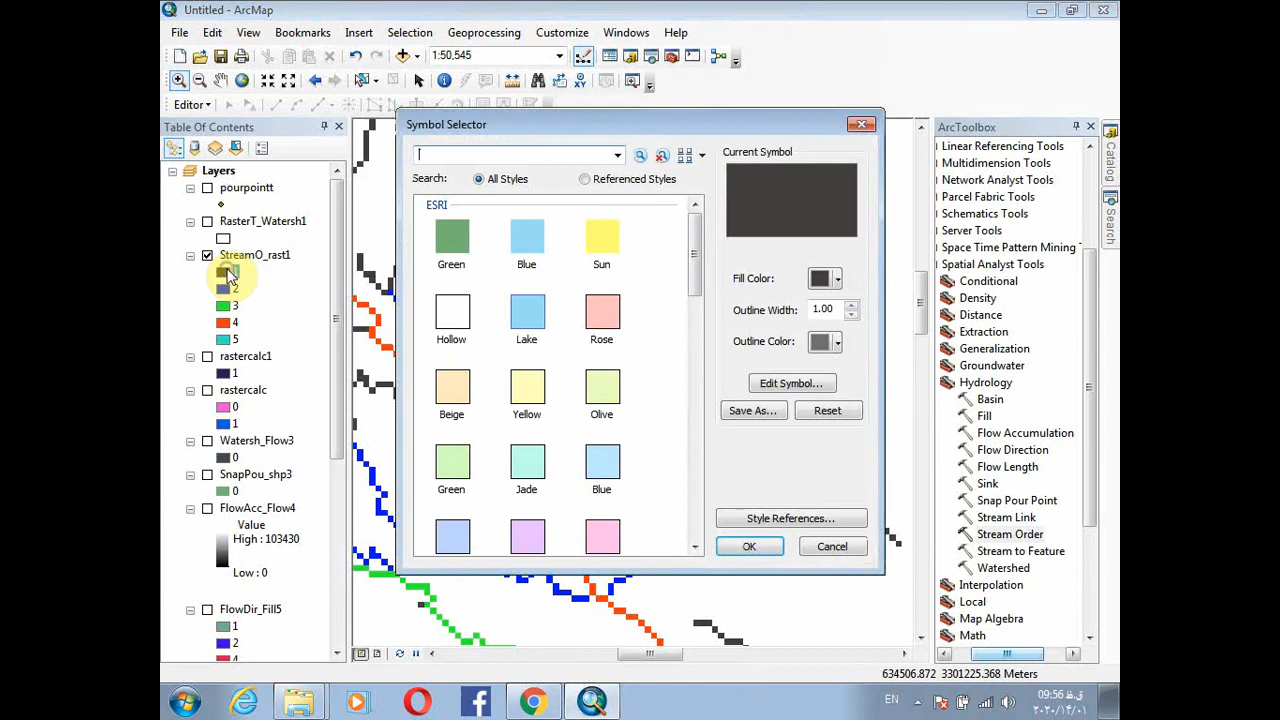 Untitled - ArcMap
File Edit View Bookmarks Insert Selection Geoprocessing Customize Windows Help
1:50,545
Editor
Table Of Contents
Layers
pourpointt
RasterT_Watersh1
StreamO_rast1
2
3
4
5
rastercalc1
1
rastercalc
0
1
Watersh_Flow3
0
SnapPou_shp3
0
FlowAcc_Flow4
Value
High : 103430
Low : 0
FlowDir_Fill5
1
2
4
Symbol Selector
Search: All Styles Referenced Styles
ESRI
Green Blue Sun
Hollow Lake Rose
Beige Yellow Olive
Green Jade Blue
Current Symbol
Fill Color:
Outline Width: 1.00
Outline Color:
Edit Symbol...
Save As... Reset
Style References...
OK Cancel
ArcToolbox
Linear Referencing Tools
Multidimension Tools
Network Analyst Tools
Parcel Fabric Tools
Schematics Tools
Server Tools
Space Time Pattern Mining
Spatial Analyst Tools
Conditional
Density
Distance
Extraction
Generalization
Groundwater
Hydrology
Basin
Fill
Flow Accumulation
Flow Direction
Flow Length
Sink
Snap Pour Point
Stream Link
Stream Order
Stream to Feature
Watershed
Interpolation
Local
Map Algebra
Math
Catalog
Search
634506.872 3301225.368 Meters
EN
09:56 ق.ظ
۲۰۲۰/۱۴/۰۱